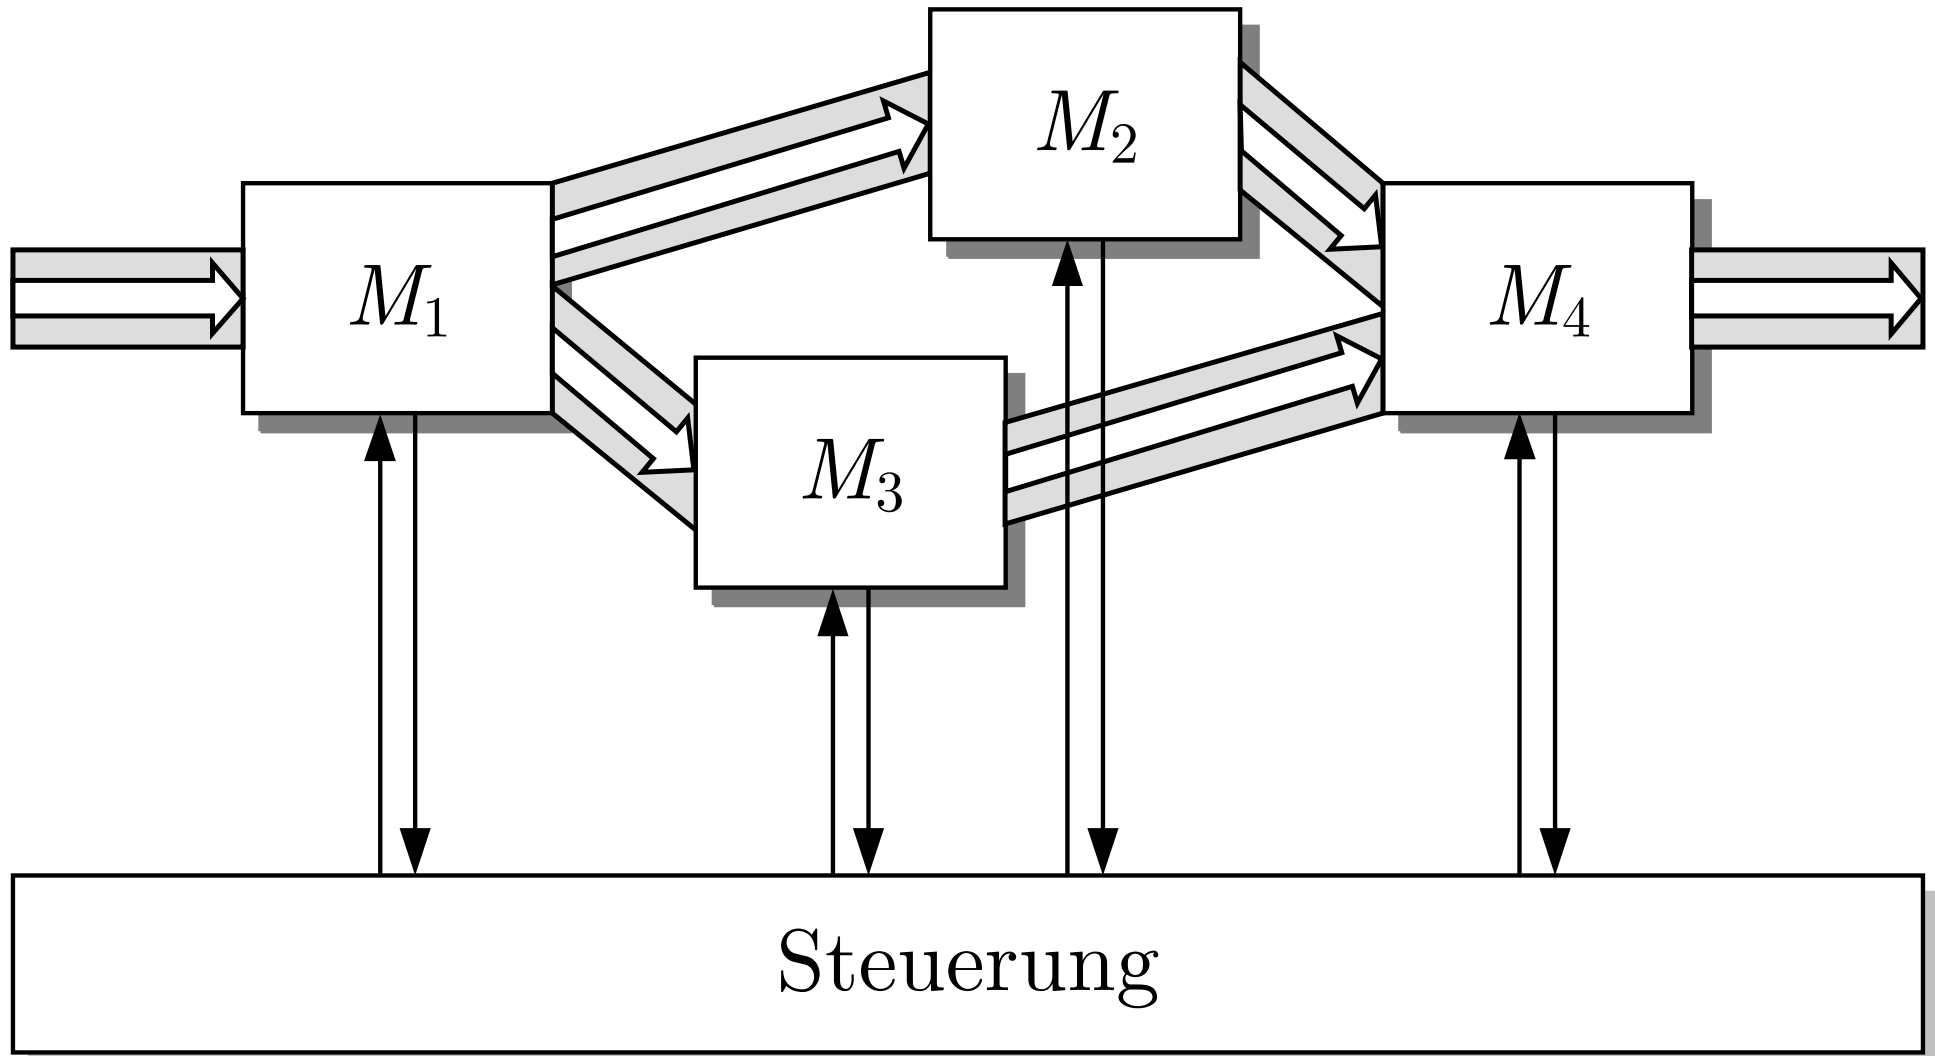 M₂
M₁
M₄
M₃
Steuerung